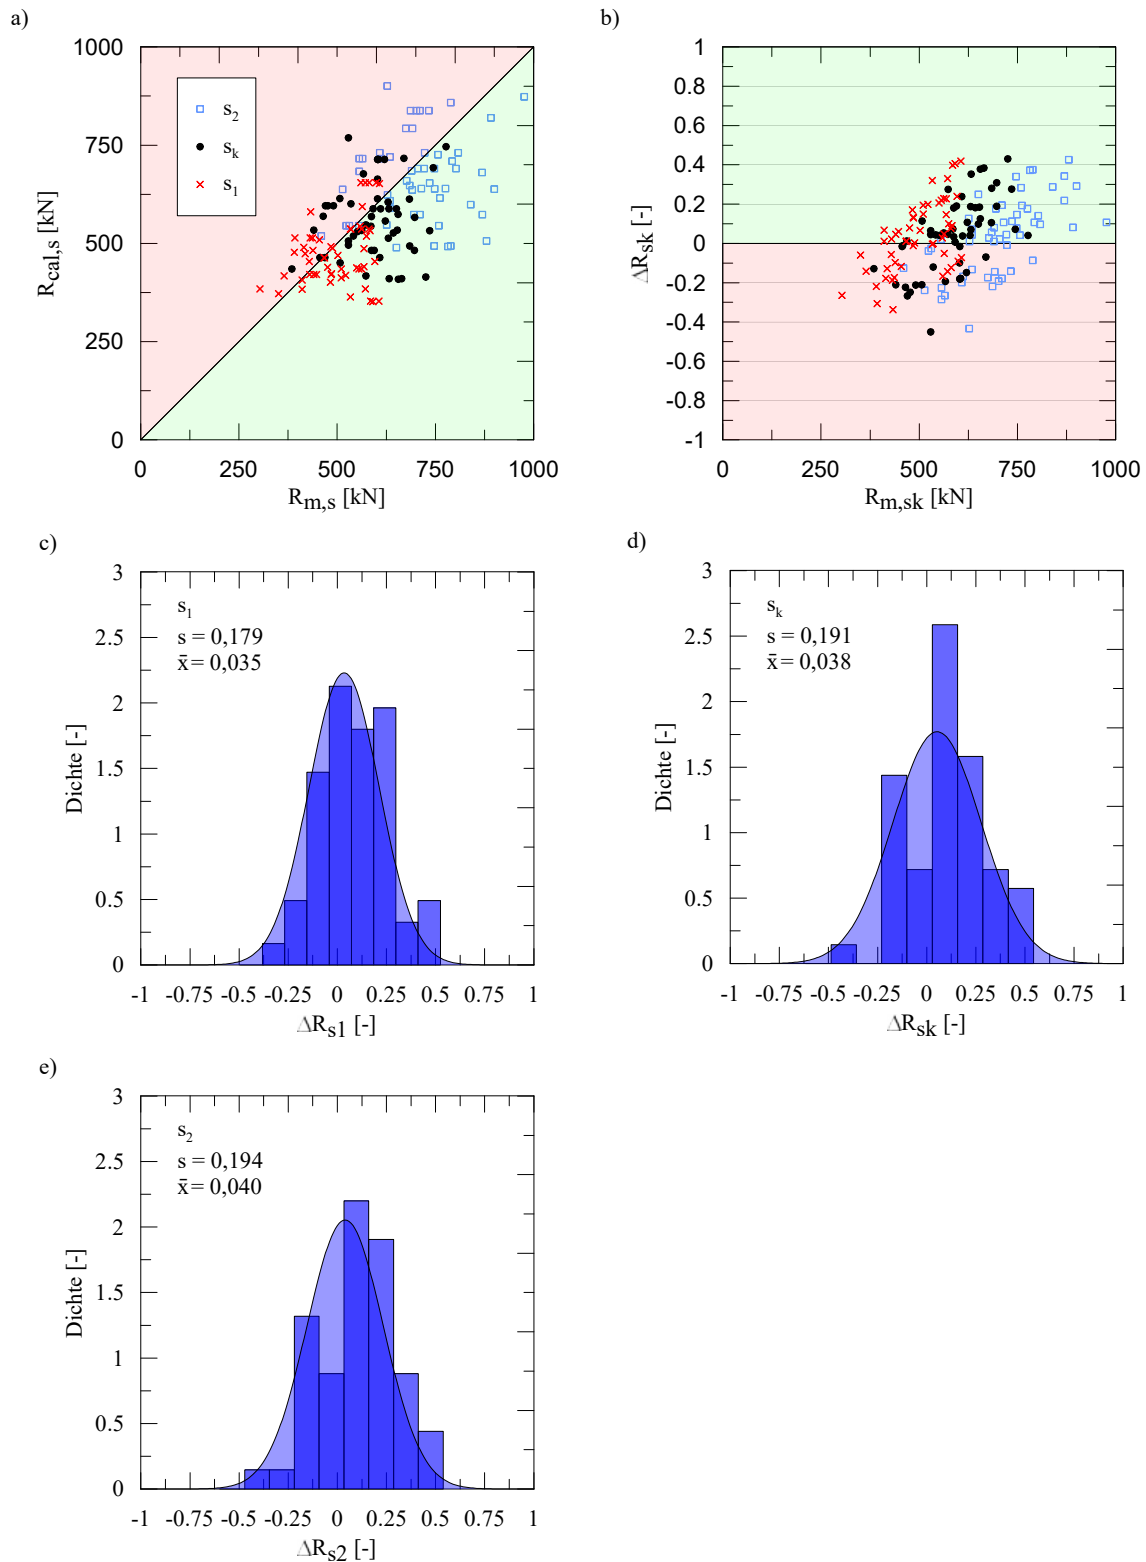 a)
b)
1000
750
500
250
0
R_cal,s [kN]
s_2
s_k
s_1
0 250 500 750 1000
R_m,s [kN]
1
0.8
0.6
0.4
0.2
0
-0.2
-0.4
-0.6
-0.8
-1
ΔR_sk [-]
0 250 500 750 1000
R_m,sk [kN]
c)
d)
3
2.5
2
1.5
1
0.5
0
Dichte [-]
s_1
s = 0,179
x̄ = 0,035
-1 -0.75 -0.5 -0.25 0 0.25 0.5 0.75 1
ΔR_s1 [-]
3
2.5
2
1.5
1
0.5
0
Dichte [-]
s_k
s = 0,191
x̄ = 0,038
-1 -0.75 -0.5 -0.25 0 0.25 0.5 0.75 1
ΔR_sk [-]
e)
3
2.5
2
1.5
1
0.5
0
Dichte [-]
s_2
s = 0,194
x̄ = 0,040
-1 -0.75 -0.5 -0.25 0 0.25 0.5 0.75 1
ΔR_s2 [-]